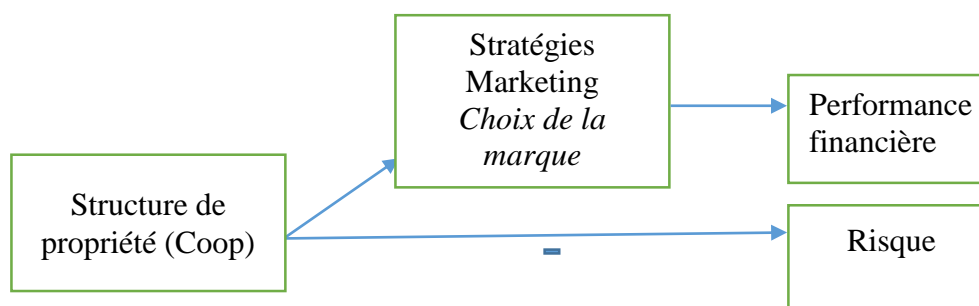 Stratégies
Marketing
Choix de la
marque
Performance
financière
Structure de
propriété (Coop)
Risque
-